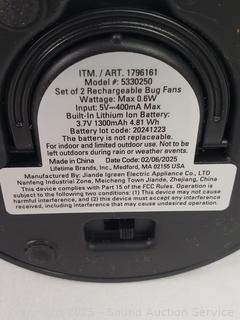 ITM. / ART. 1796161
Model #: 5330250
Set of 2 Rechargeable Bug Fans
Wattage: Max 0.6W
Input: 5V⎓400mA Max
Built-In Lithium Ion Battery:
3.7V 1300mAh 4.81 Wh
Battery lot code: 20241223
The battery is not replaceable.
For indoor and limited outdoor use. Not to be
left outdoors during rain or weather events.
Made in China Date Code: 02/06/2025
Lifetime Brands, Inc., Medford, MA 02155 USA
Manufactured By: Jiande Igreen Electric Appliance Co., LTD
Nanfeng Industrial Zone, Meicheng Town Jiande, Zhejiang, China
This device complies with Part 15 of the FCC Rules. Operation is
subject to the following two conditions: (1) this device may not cause
harmful interference, and (2) this device must accept any interference
received, including interference that may cause undesired operation.
2025 - Sound Auction Service